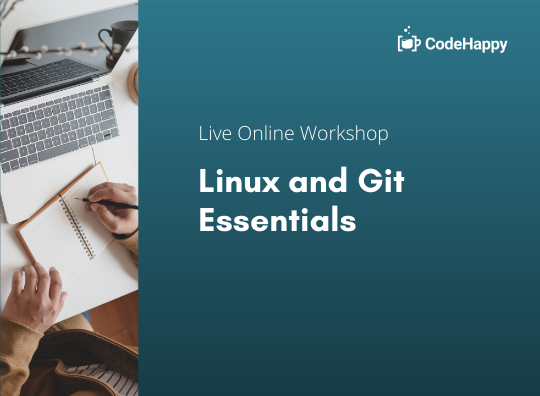 CodeHappy
Live Online Workshop
Linux and Git
Essentials